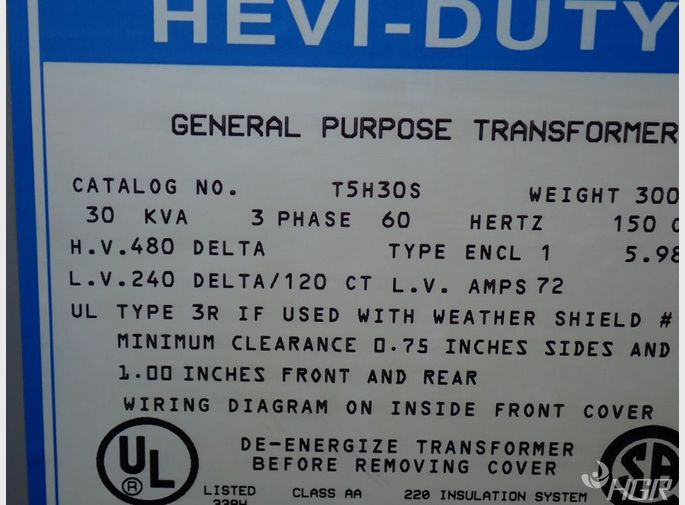 HEVI-DUTY
GENERAL PURPOSE TRANSFORMER
CATALOG NO. T5H30S WEIGHT 300
30 KVA 3 PHASE 60 HERTZ 150 C
H.V.480 DELTA TYPE ENCL 1 5.98
L.V.240 DELTA/120 CT L.V. AMPS 72
UL TYPE 3R IF USED WITH WEATHER SHIELD #
MINIMUM CLEARANCE 0.75 INCHES SIDES AND
1.00 INCHES FRONT AND REAR
WIRING DIAGRAM ON INSIDE FRONT COVER
UL ® DE-ENERGIZE TRANSFORMER SA
BEFORE REMOVING COVER
LISTED CLASS AA 220 INSULATION SYSTEM ®
HGR